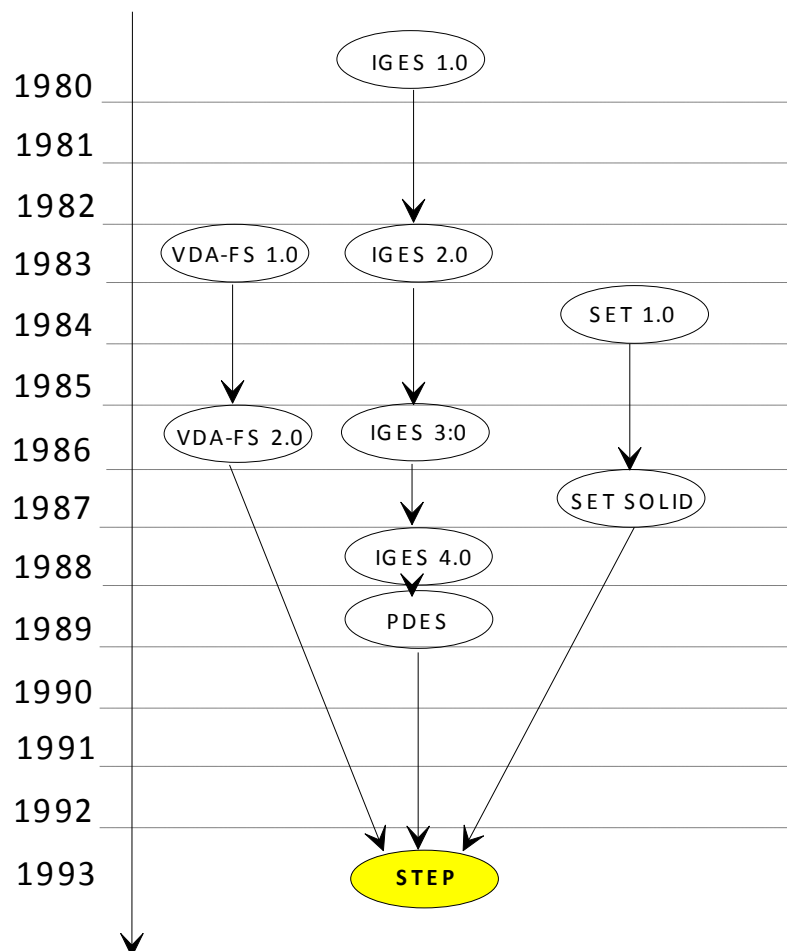 IGES 1.0
1980
1981
1982
VDA-FS 1.0
IGES 2.0
1983
SET 1.0
1984
1985
VDA-FS 2.0
IGES 3:0
1986
SET SOLID
1987
IGES 4.0
1988
PDES
1989
1990
1991
1992
1993
STEP